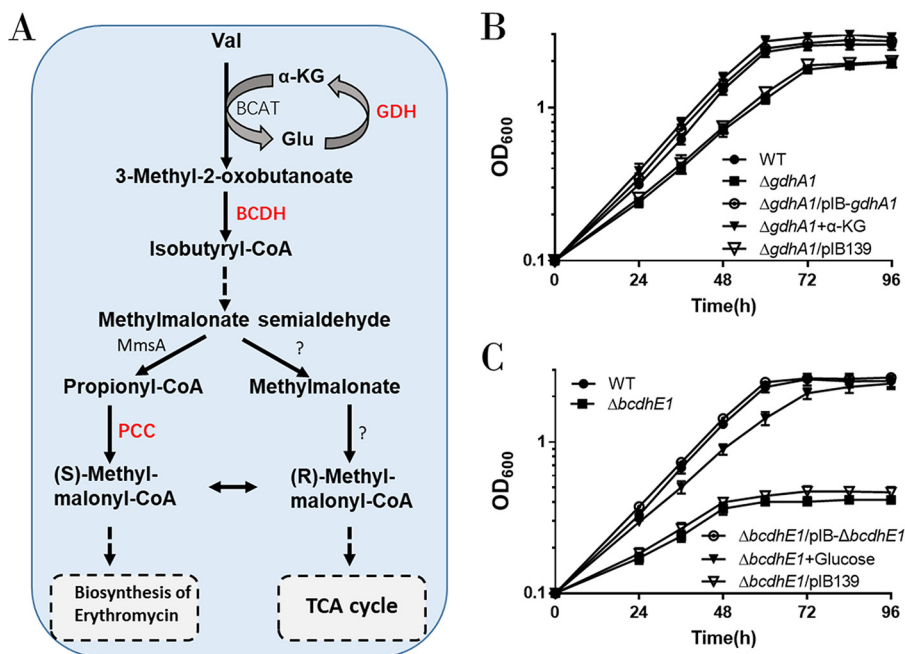 A
Val
α-KG
BCAT
GDH
Glu
3-Methyl-2-oxobutanoate
BCDH
Isobutyryl-CoA
Methylmalonate semialdehyde
MmsA
?
Propionyl-CoA
Methylmalonate
PCC
?
(S)-Methyl-
malonyl-CoA
(R)-Methyl-
malonyl-CoA
Biosynthesis of
Erythromycin
TCA cycle
B
OD600
1
0.1
WT
ΔgdhA1
ΔgdhA1/pIB-gdhA1
ΔgdhA1+α-KG
ΔgdhA1/pIB139
0 24 48 72 96
Time(h)
C
OD600
1
0.1
WT
ΔbcdhE1
ΔbcdhE1/pIB-ΔbcdhE1
ΔbcdhE1+Glucose
ΔbcdhE1/pIB139
0 24 48 72 96
Time(h)